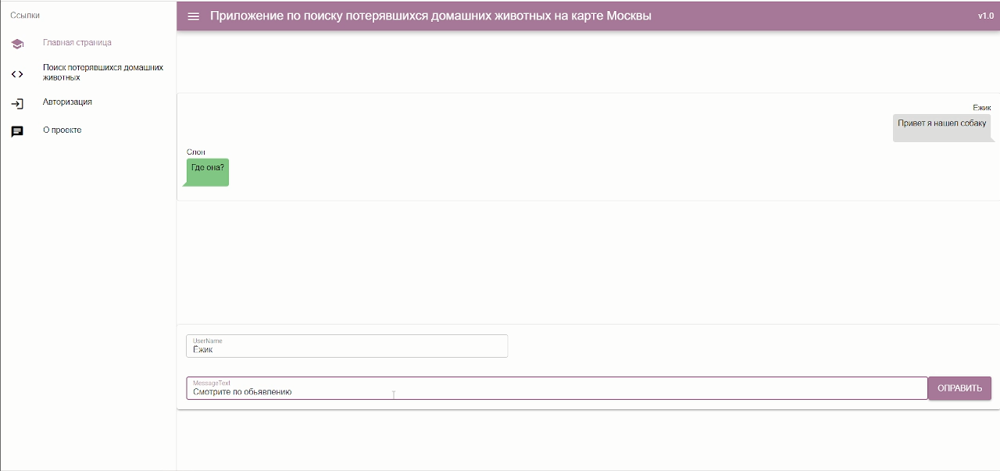 Ссылки
Главная страница
Поиск потерявшихся домашних
животных
Авторизация
О проекте
Приложение по поиску потерявшихся домашних животных на карте Москвы
v1.0
Ежик
Привет я нашел собаку
Слон
Где она?
UserName
Ёжик
MessageText
Смотрите по обьявлению
ОПРАВИТЬ